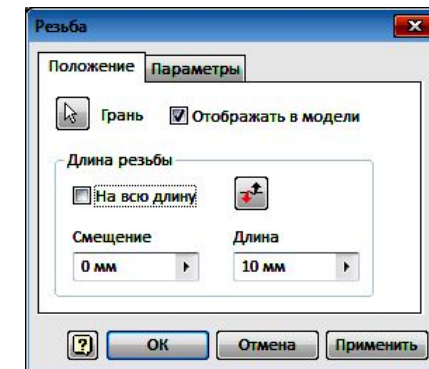 Резьба
Положение Параметры
Грань Отображать в модели
Длина резьбы
На всю длину
Смещение Длина
0 мм 10 мм
? ОК Отмена Применить